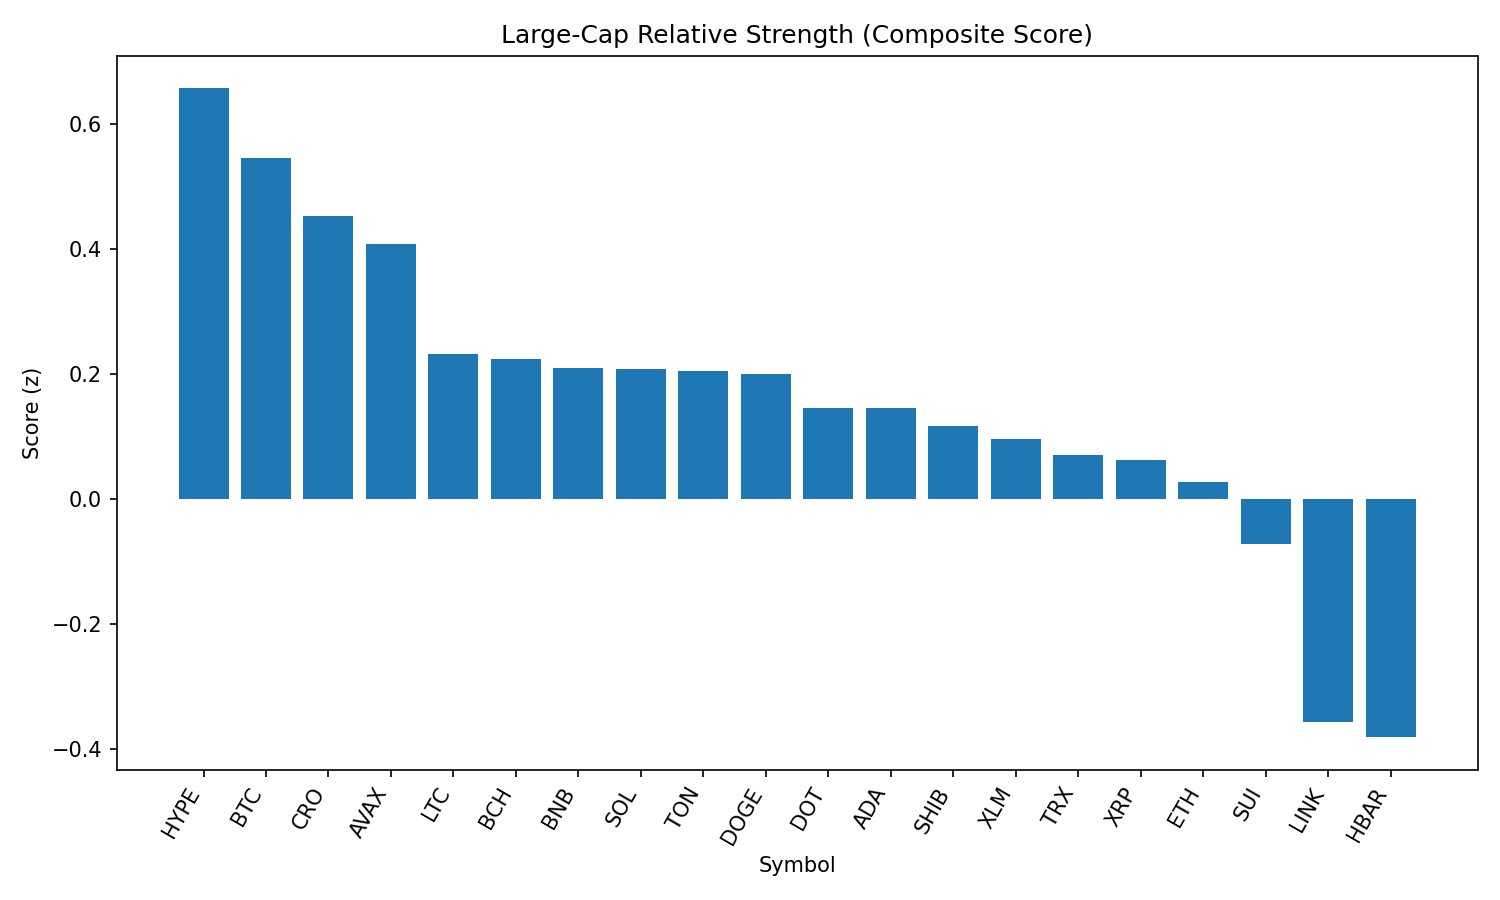 Large-Cap Relative Strength (Composite Score)
Score (z)
0.6
0.4
0.2
0.0
−0.2
−0.4
HYPE
BTC
CRO
AVAX
LTC
BCH
BNB
SOL
TON
DOGE
DOT
ADA
SHIB
XLM
TRX
XRP
ETH
SUI
LINK
HBAR
Symbol